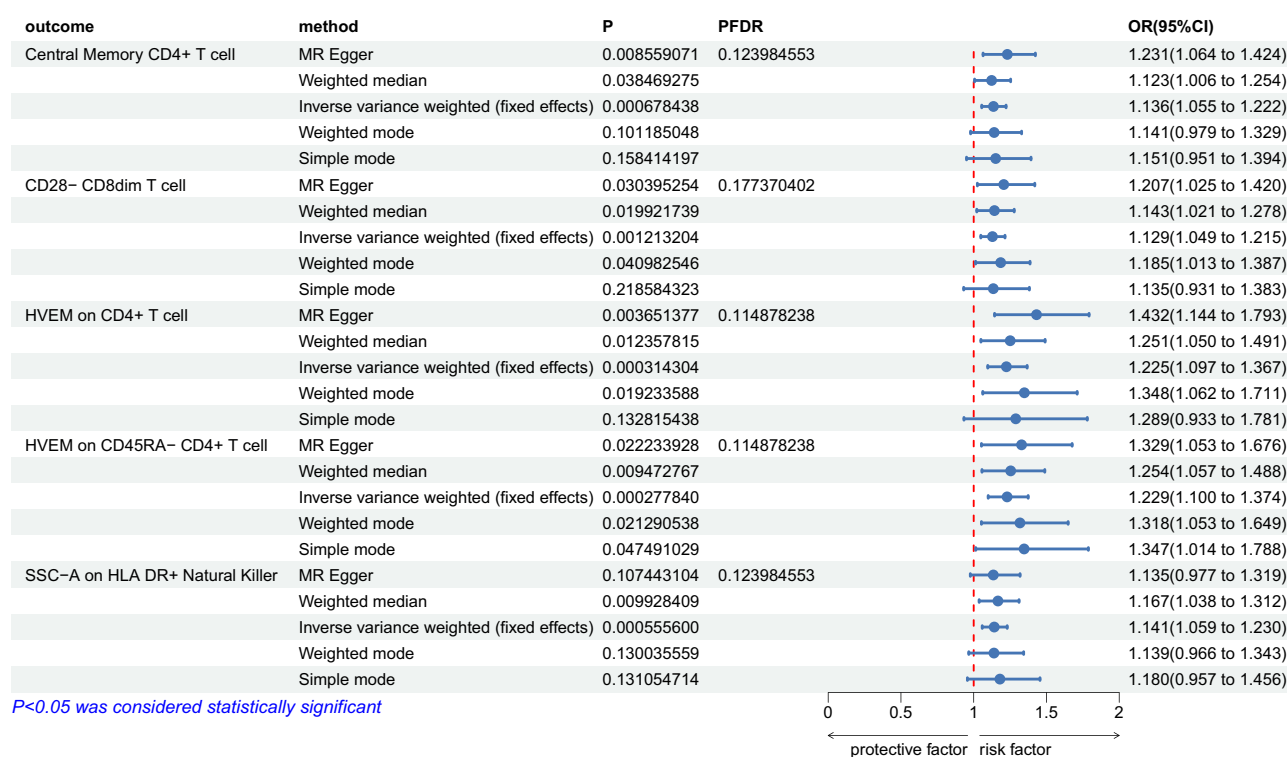 outcome method P PFDR OR(95%CI)
Central Memory CD4+ T cell MR Egger 0.008559071 0.123984553 1.231(1.064 to 1.424)
Weighted median 0.038469275 1.123(1.006 to 1.254)
Inverse variance weighted (fixed effects) 0.000678438 1.136(1.055 to 1.222)
Weighted mode 0.101185048 1.141(0.979 to 1.329)
Simple mode 0.158414197 1.151(0.951 to 1.394)
CD28− CD8dim T cell MR Egger 0.030395254 0.177370402 1.207(1.025 to 1.420)
Weighted median 0.019921739 1.143(1.021 to 1.278)
Inverse variance weighted (fixed effects) 0.001213204 1.129(1.049 to 1.215)
Weighted mode 0.040982546 1.185(1.013 to 1.387)
Simple mode 0.218584323 1.135(0.931 to 1.383)
HVEM on CD4+ T cell MR Egger 0.003651377 0.114878238 1.432(1.144 to 1.793)
Weighted median 0.012357815 1.251(1.050 to 1.491)
Inverse variance weighted (fixed effects) 0.000314304 1.225(1.097 to 1.367)
Weighted mode 0.019233588 1.348(1.062 to 1.711)
Simple mode 0.132815438 1.289(0.933 to 1.781)
HVEM on CD45RA− CD4+ T cell MR Egger 0.022233928 0.114878238 1.329(1.053 to 1.676)
Weighted median 0.009472767 1.254(1.057 to 1.488)
Inverse variance weighted (fixed effects) 0.000277840 1.229(1.100 to 1.374)
Weighted mode 0.021290538 1.318(1.053 to 1.649)
Simple mode 0.047491029 1.347(1.014 to 1.788)
SSC−A on HLA DR+ Natural Killer MR Egger 0.107443104 0.123984553 1.135(0.977 to 1.319)
Weighted median 0.009928409 1.167(1.038 to 1.312)
Inverse variance weighted (fixed effects) 0.000555600 1.141(1.059 to 1.230)
Weighted mode 0.130035559 1.139(0.966 to 1.343)
Simple mode 0.131054714 1.180(0.957 to 1.456)
P<0.05 was considered statistically significant
0 0.5 1 1.5 2
protective factor risk factor